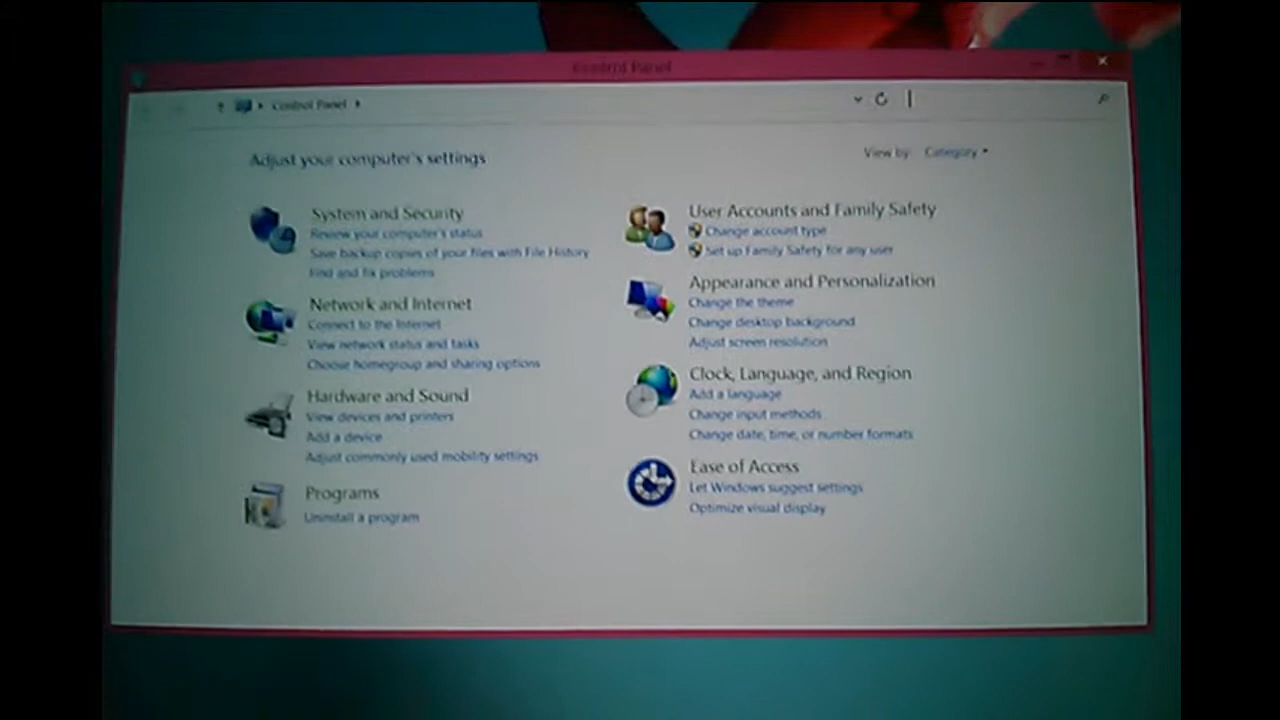 Control Panel
Control Panel
Adjust your computer's settings
View by: Category
System and Security
Review your computer's status
Save backup copies of your files with File History
Find and fix problems
Network and Internet
Connect to the Internet
View network status and tasks
Choose homegroup and sharing options
Hardware and Sound
View devices and printers
Add a device
Adjust commonly used mobility settings
Programs
Uninstall a program
User Accounts and Family Safety
Change account type
Set up Family Safety for any user
Appearance and Personalization
Change the theme
Change desktop background
Adjust screen resolution
Clock, Language, and Region
Add a language
Change input methods
Change date, time, or number formats
Ease of Access
Let Windows suggest settings
Optimize visual display